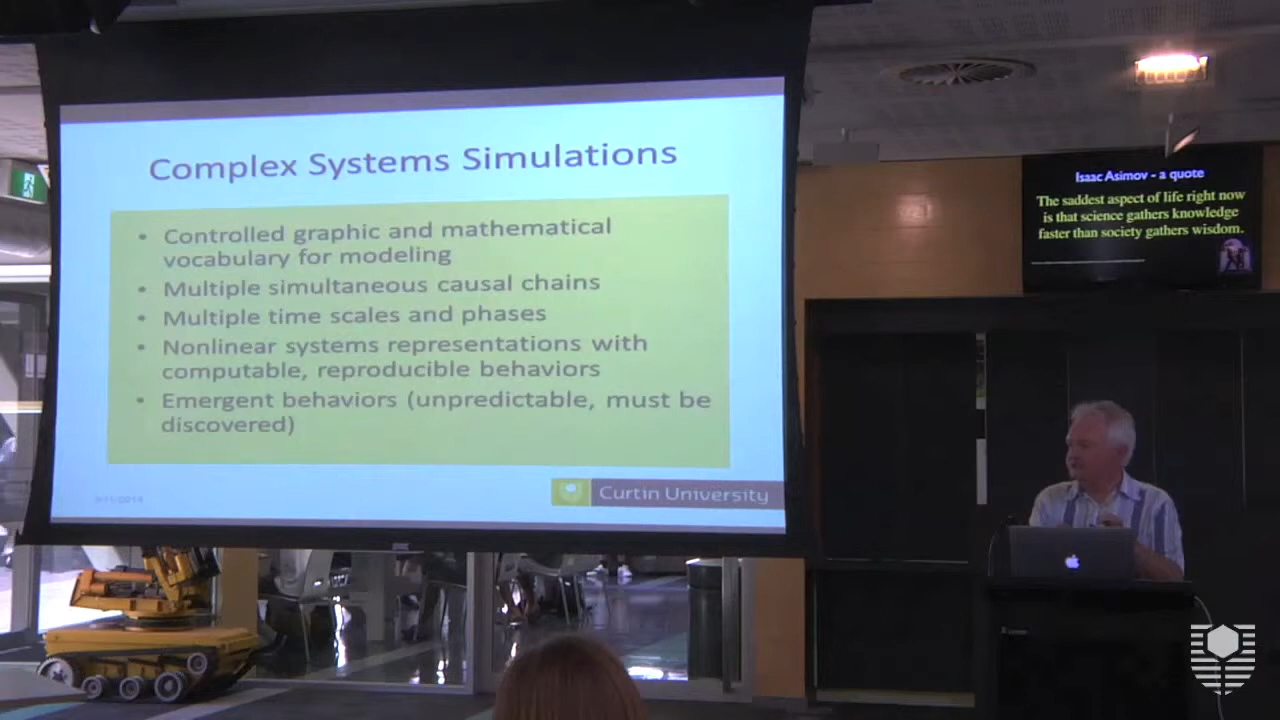 Complex Systems Simulations
• Controlled graphic and mathematical
vocabulary for modeling
• Multiple simultaneous causal chains
• Multiple time scales and phases
• Nonlinear systems representations with
computable, reproducible behaviors
• Emergent behaviors (unpredictable, must be
discovered)
Curtin University
Isaac Asimov - a quote
The saddest aspect of life right now
is that science gathers knowledge
faster than society gathers wisdom.